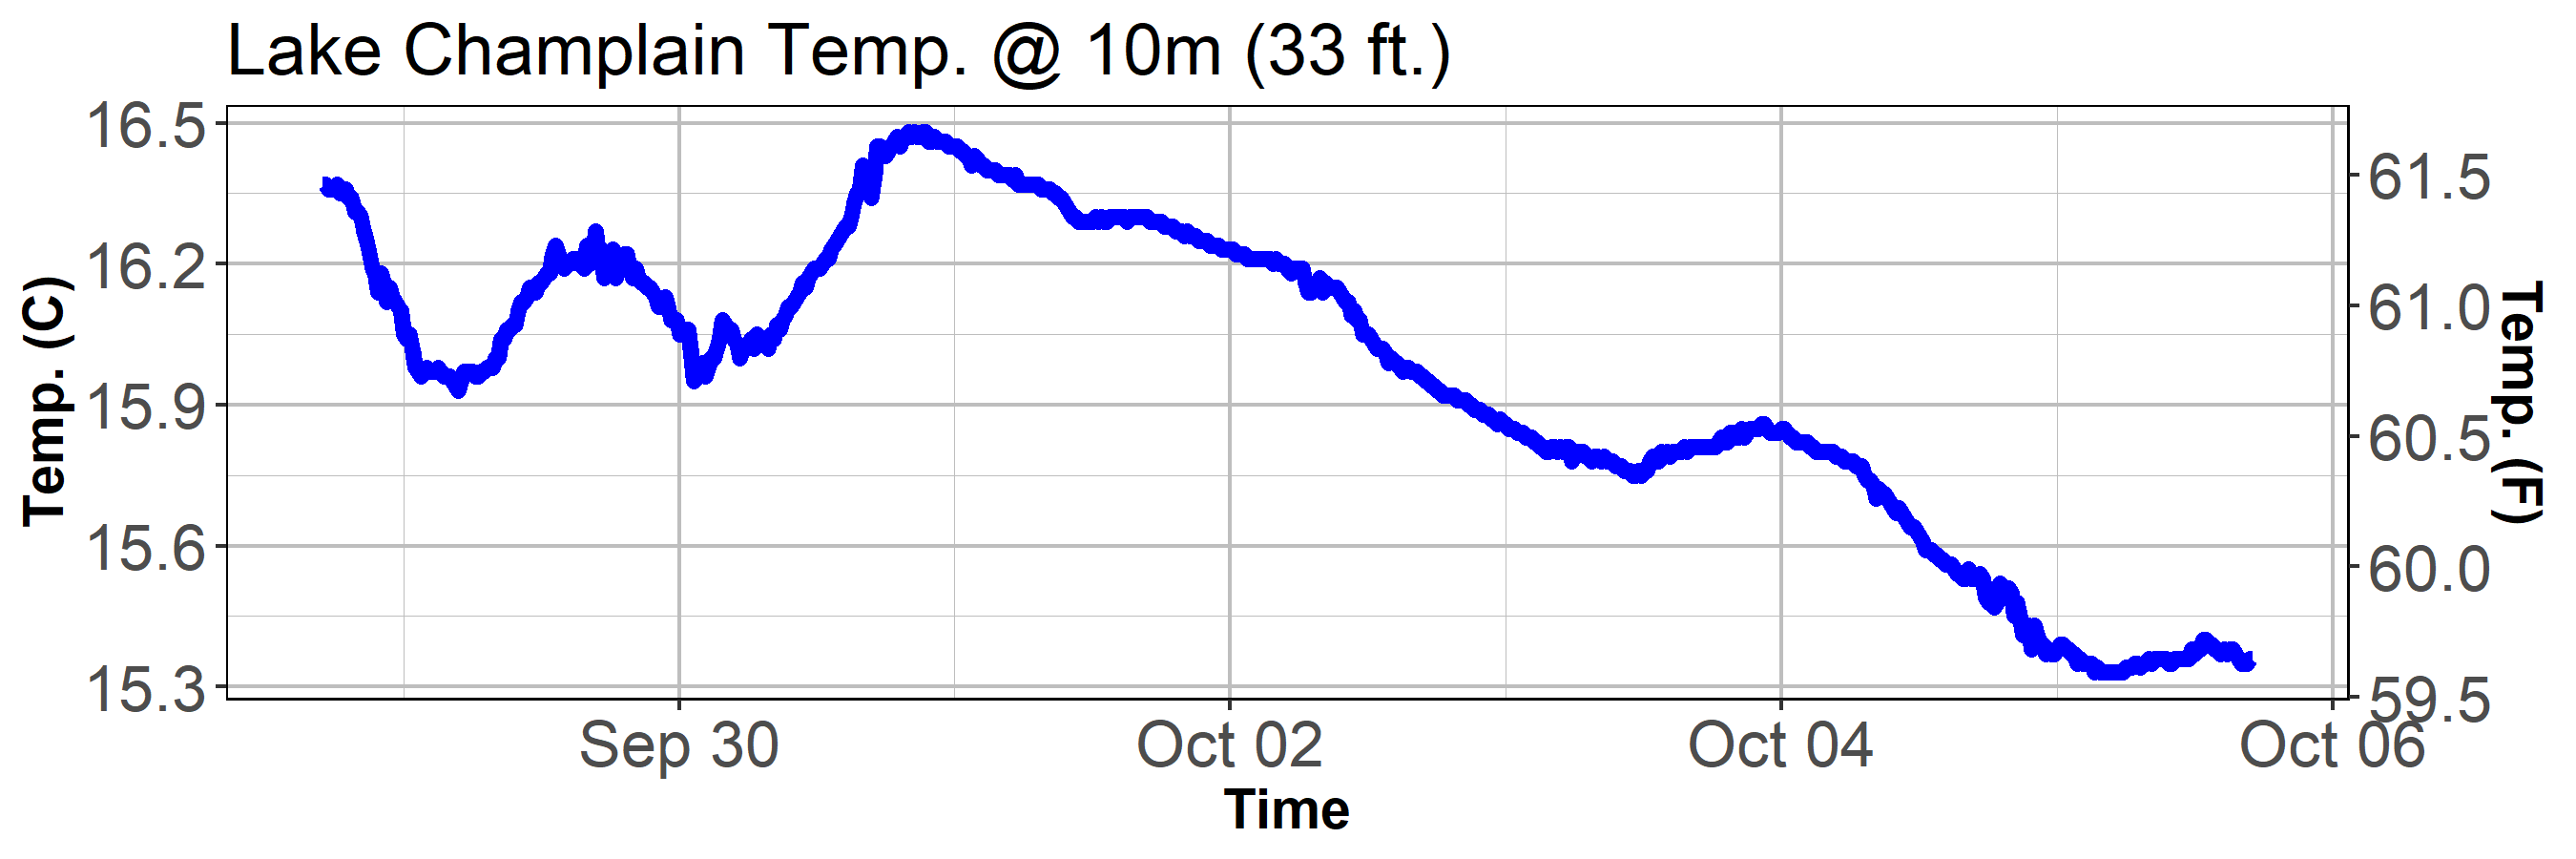 Lake Champlain Temp. @ 10m (33 ft.)
Temp. (C)
16.5
16.2
15.9
15.6
15.3
61.5
61.0
60.5
60.0
59.5
Temp. (F)
Sep 30
Oct 02
Oct 04
Oct 06
Time